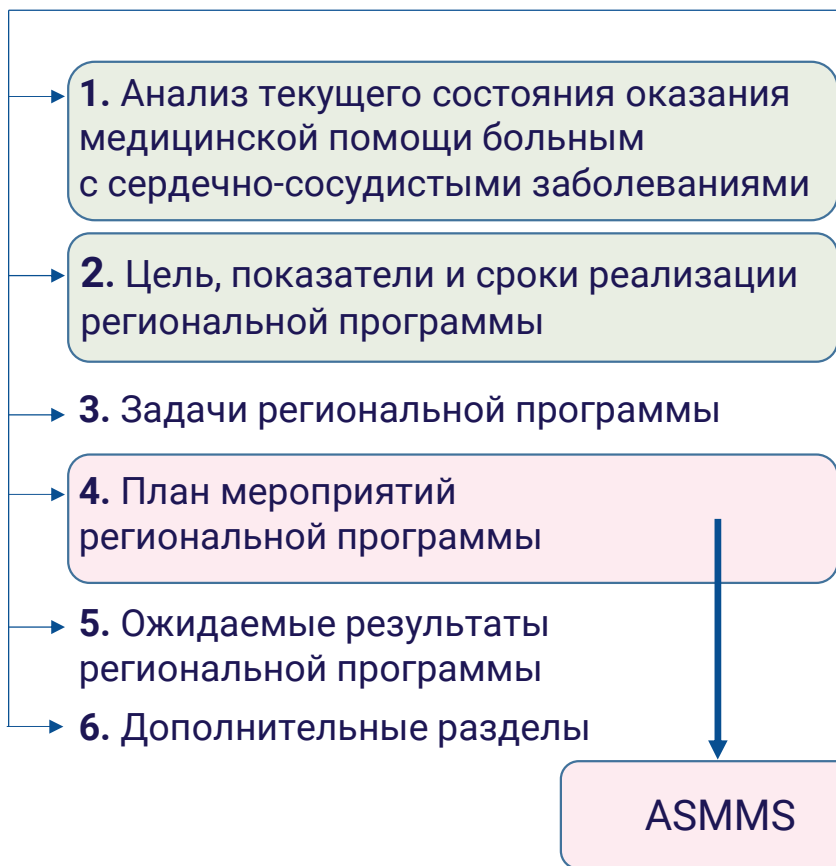 1. Анализ текущего состояния оказания
медицинской помощи больным
с сердечно-сосудистыми заболеваниями
2. Цель, показатели и сроки реализации
региональной программы
3. Задачи региональной программы
4. План мероприятий
региональной программы
5. Ожидаемые результаты
региональной программы
6. Дополнительные разделы
ASMMS